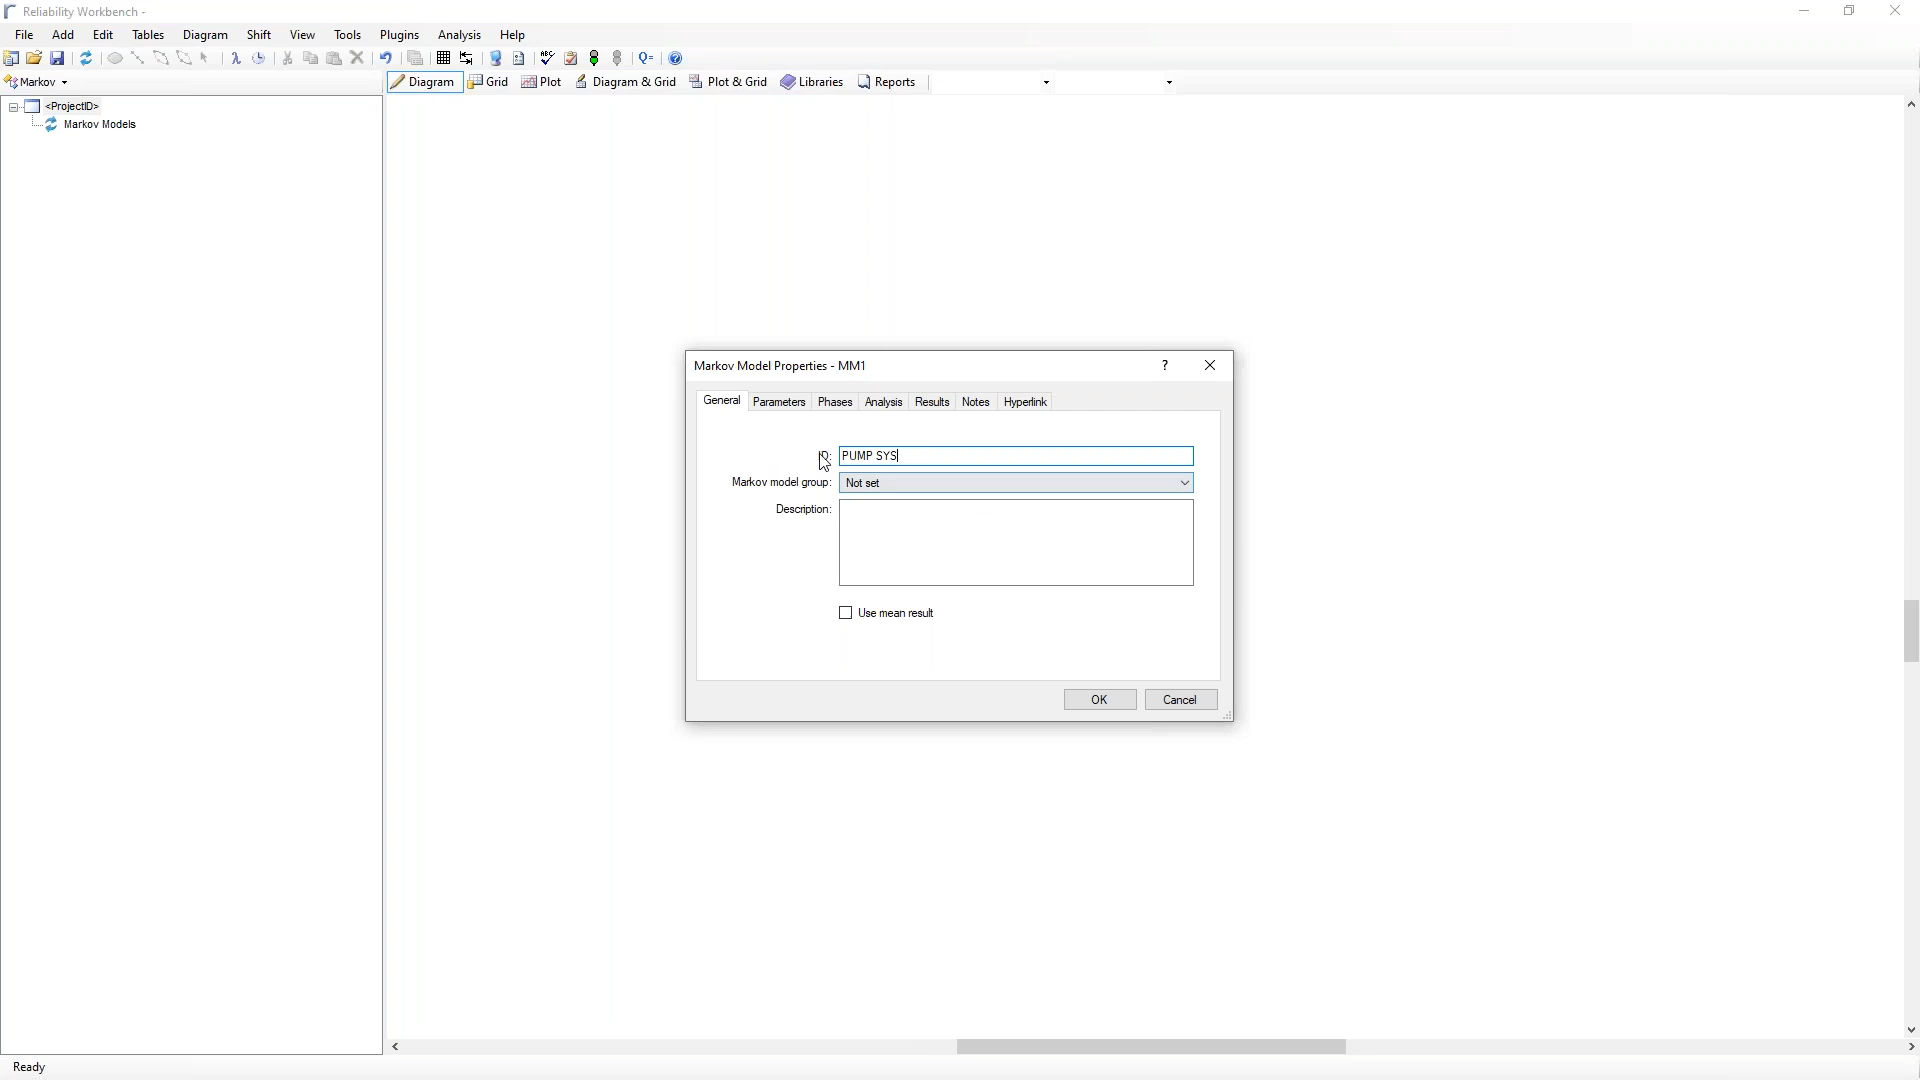 Reliability Workbench -
File Add Edit Tables Diagram Shift View Tools Plugins Analysis Help
Markov
Diagram Grid Plot Diagram & Grid Plot & Grid Libraries Reports
<ProjectID>
Markov Models
Markov Model Properties - MM1
General Parameters Phases Analysis Results Notes Hyperlink
ID: PUMP SYS
Markov model group: Not set
Description:
Use mean result
OK Cancel
Ready